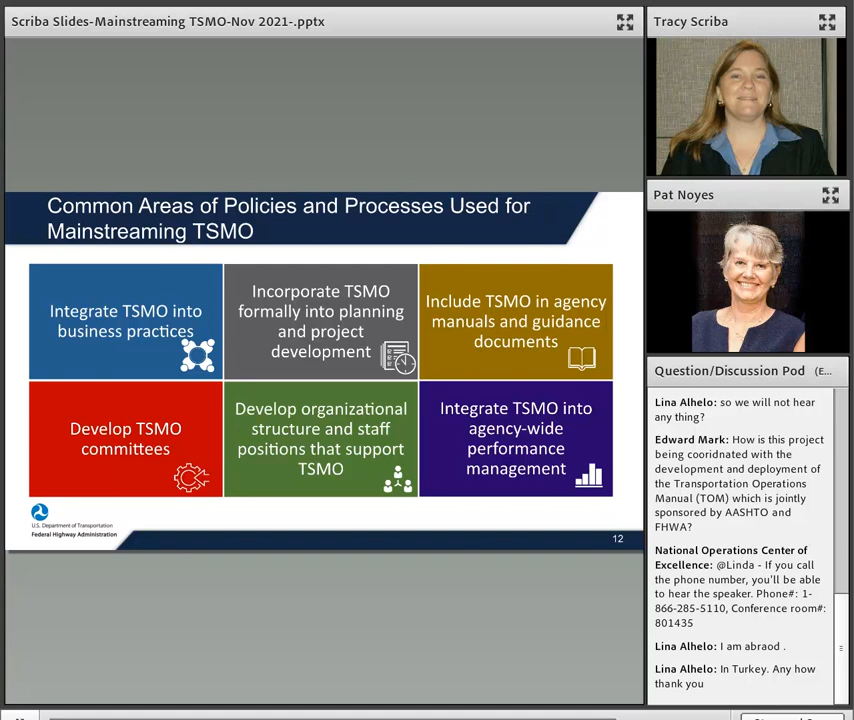 Scriba Slides-Mainstreaming TSMO-Nov 2021-.pptx
Common Areas of Policies and Processes Used for
Mainstreaming TSMO
Integrate TSMO into
business practices
Incorporate TSMO
formally into planning
and project
development
Include TSMO in agency
manuals and guidance
documents
Develop TSMO
committees
Develop organizational
structure and staff
positions that support
TSMO
Integrate TSMO into
agency-wide
performance
management
U.S. Department of Transportation
Federal Highway Administration
12
Tracy Scriba
Pat Noyes
Question/Discussion Pod (E...
Lina Alhelo: so we will not hear
any thing?
Edward Mark: How is this project
being cooridnated with the
development and deployment of
the Transportation Operations
Manual (TOM) which is jointly
sponsored by AASHTO and
FHWA?
National Operations Center of
Excellence: @Linda - If you call
the phone number, you'll be able
to hear the speaker. Phone#: 1-
866-285-5110, Conference room#:
801435
Lina Alhelo: I am abraod .
Lina Alhelo: In Turkey. Any how
thank you